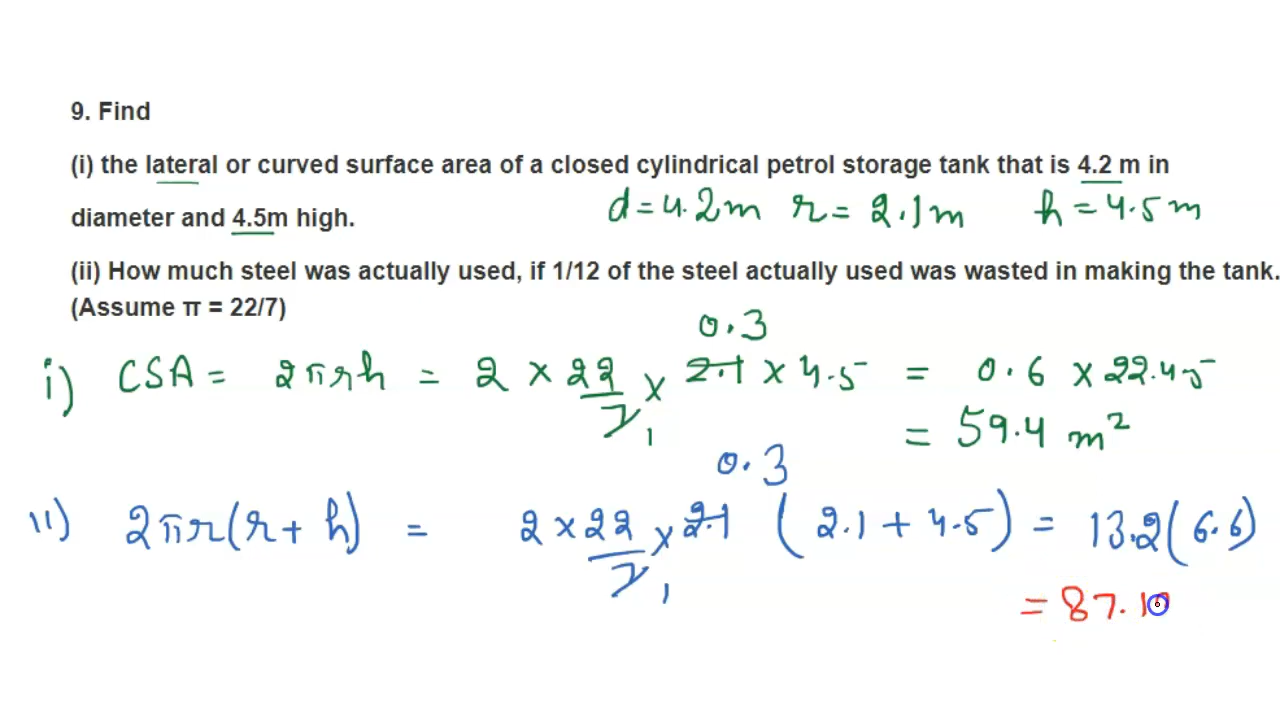 9. Find
(i) the lateral or curved surface area of a closed cylindrical petrol storage tank that is 4.2 m in
diameter and 4.5m high.
d = 4.2m r = 2.1m h = 4.5m
(ii) How much steel was actually used, if 1/12 of the steel actually used was wasted in making the tank.
(Assume π = 22/7)
0.3
i) CSA = 2πrh = 2 × 22/7 1 × 2.1 × 4.5 = 0.6 × 22.45
= 59.4 m²
0.3
ii) 2πr(r + h) = 2 × 22/7 1 × 2.1 (2.1 + 4.5) = 13.2(6.6)
= 87.1